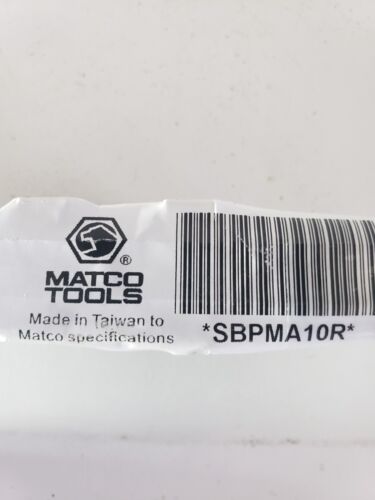 ®
MATCO
TOOLS
Made in Taiwan to
Matco specifications
*SBPMA10R*